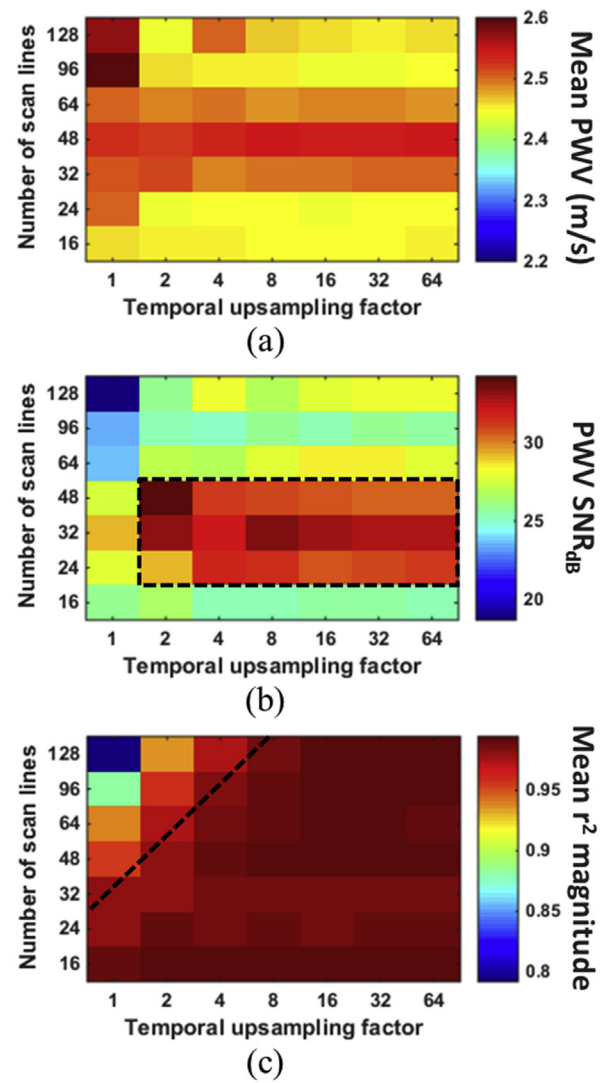 Number of scan lines
128
96
64
48
32
24
16
1 2 4 8 16 32 64
Temporal upsampling factor
2.6
2.5
2.4
2.3
2.2
Mean PWV (m/s)
(a)
Number of scan lines
128
96
64
48
32
24
16
1 2 4 8 16 32 64
Temporal upsampling factor
30
25
20
PWV SNRdB
(b)
Number of scan lines
128
96
64
48
32
24
16
1 2 4 8 16 32 64
Temporal upsampling factor
0.95
0.9
0.85
0.8
Mean r² magnitude
(c)